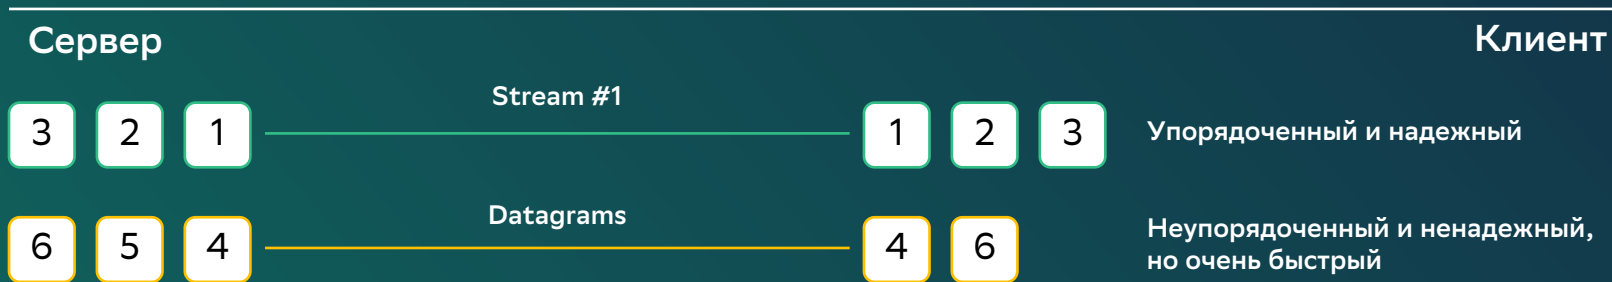 Сервер
Клиент
Stream #1
3 2 1 1 2 3 Упорядоченный и надежный
Datagrams
6 5 4 4 6 Неупорядоченный и ненадежный,
но очень быстрый